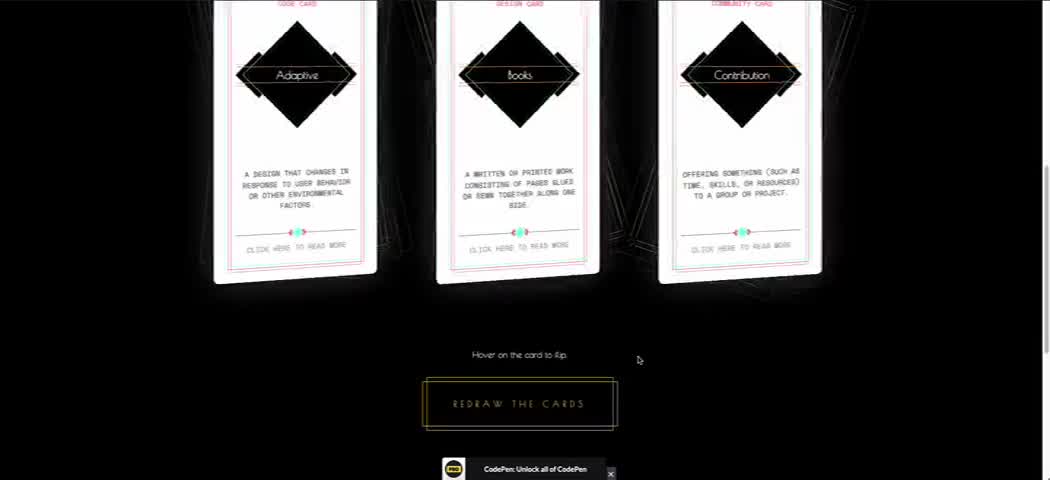 CODE CARD
DESIGN CARD
COMMUNITY CARD
Adaptive
Books
Contribution
A DESIGN THAT CHANGES IN
RESPONSE TO USER BEHAVIOR
OR OTHER ENVIRONMENTAL
FACTORS.
A WRITTEN OR PRINTED WORK
CONSISTING OF PAGES GLUED
OR SEWN TOGETHER ALONG ONE
SIDE.
OFFERING SOMETHING (SUCH AS
TIME, SKILLS, OR RESOURCES)
TO A GROUP OR PROJECT.
CLICK HERE TO READ MORE
CLICK HERE TO READ MORE
CLICK HERE TO READ MORE
Hover on the card to flip.
REDRAW THE CARDS
PRO
CodePen: Unlock all of CodePen